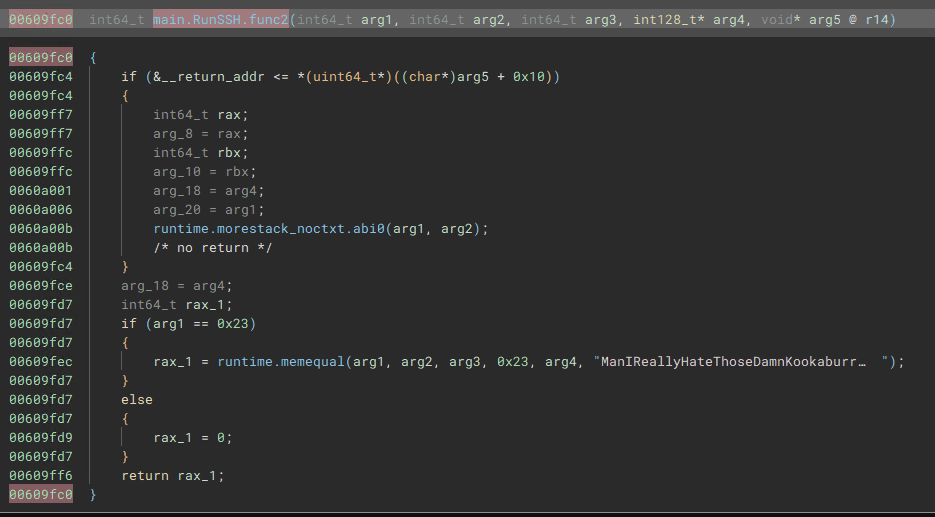 00609fc0 int64_t main.RunSSH.func2(int64_t arg1, int64_t arg2, int64_t arg3, int128_t* arg4, void* arg5 @ r14)
00609fc0 {
00609fc4 if (&__return_addr <= *(uint64_t*)((char*)arg5 + 0x10))
00609fc4 {
00609ff7 int64_t rax;
00609ff7 arg_8 = rax;
00609ffc int64_t rbx;
00609ffc arg_10 = rbx;
0060a001 arg_18 = arg4;
0060a006 arg_20 = arg1;
0060a00b runtime.morestack_noctxt.abi0(arg1, arg2);
0060a00b /* no return */
00609fc4 }
00609fce arg_18 = arg4;
00609fd7 int64_t rax_1;
00609fd7 if (arg1 == 0x23)
00609fd7 {
00609fec rax_1 = runtime.memequal(arg1, arg2, arg3, 0x23, arg4, "ManIReallyHateThoseDamnKookaburr… ");
00609fd7 }
00609fd7 else
00609fd7 {
00609fd9 rax_1 = 0;
00609fd7 }
00609ff6 return rax_1;
00609fc0 }